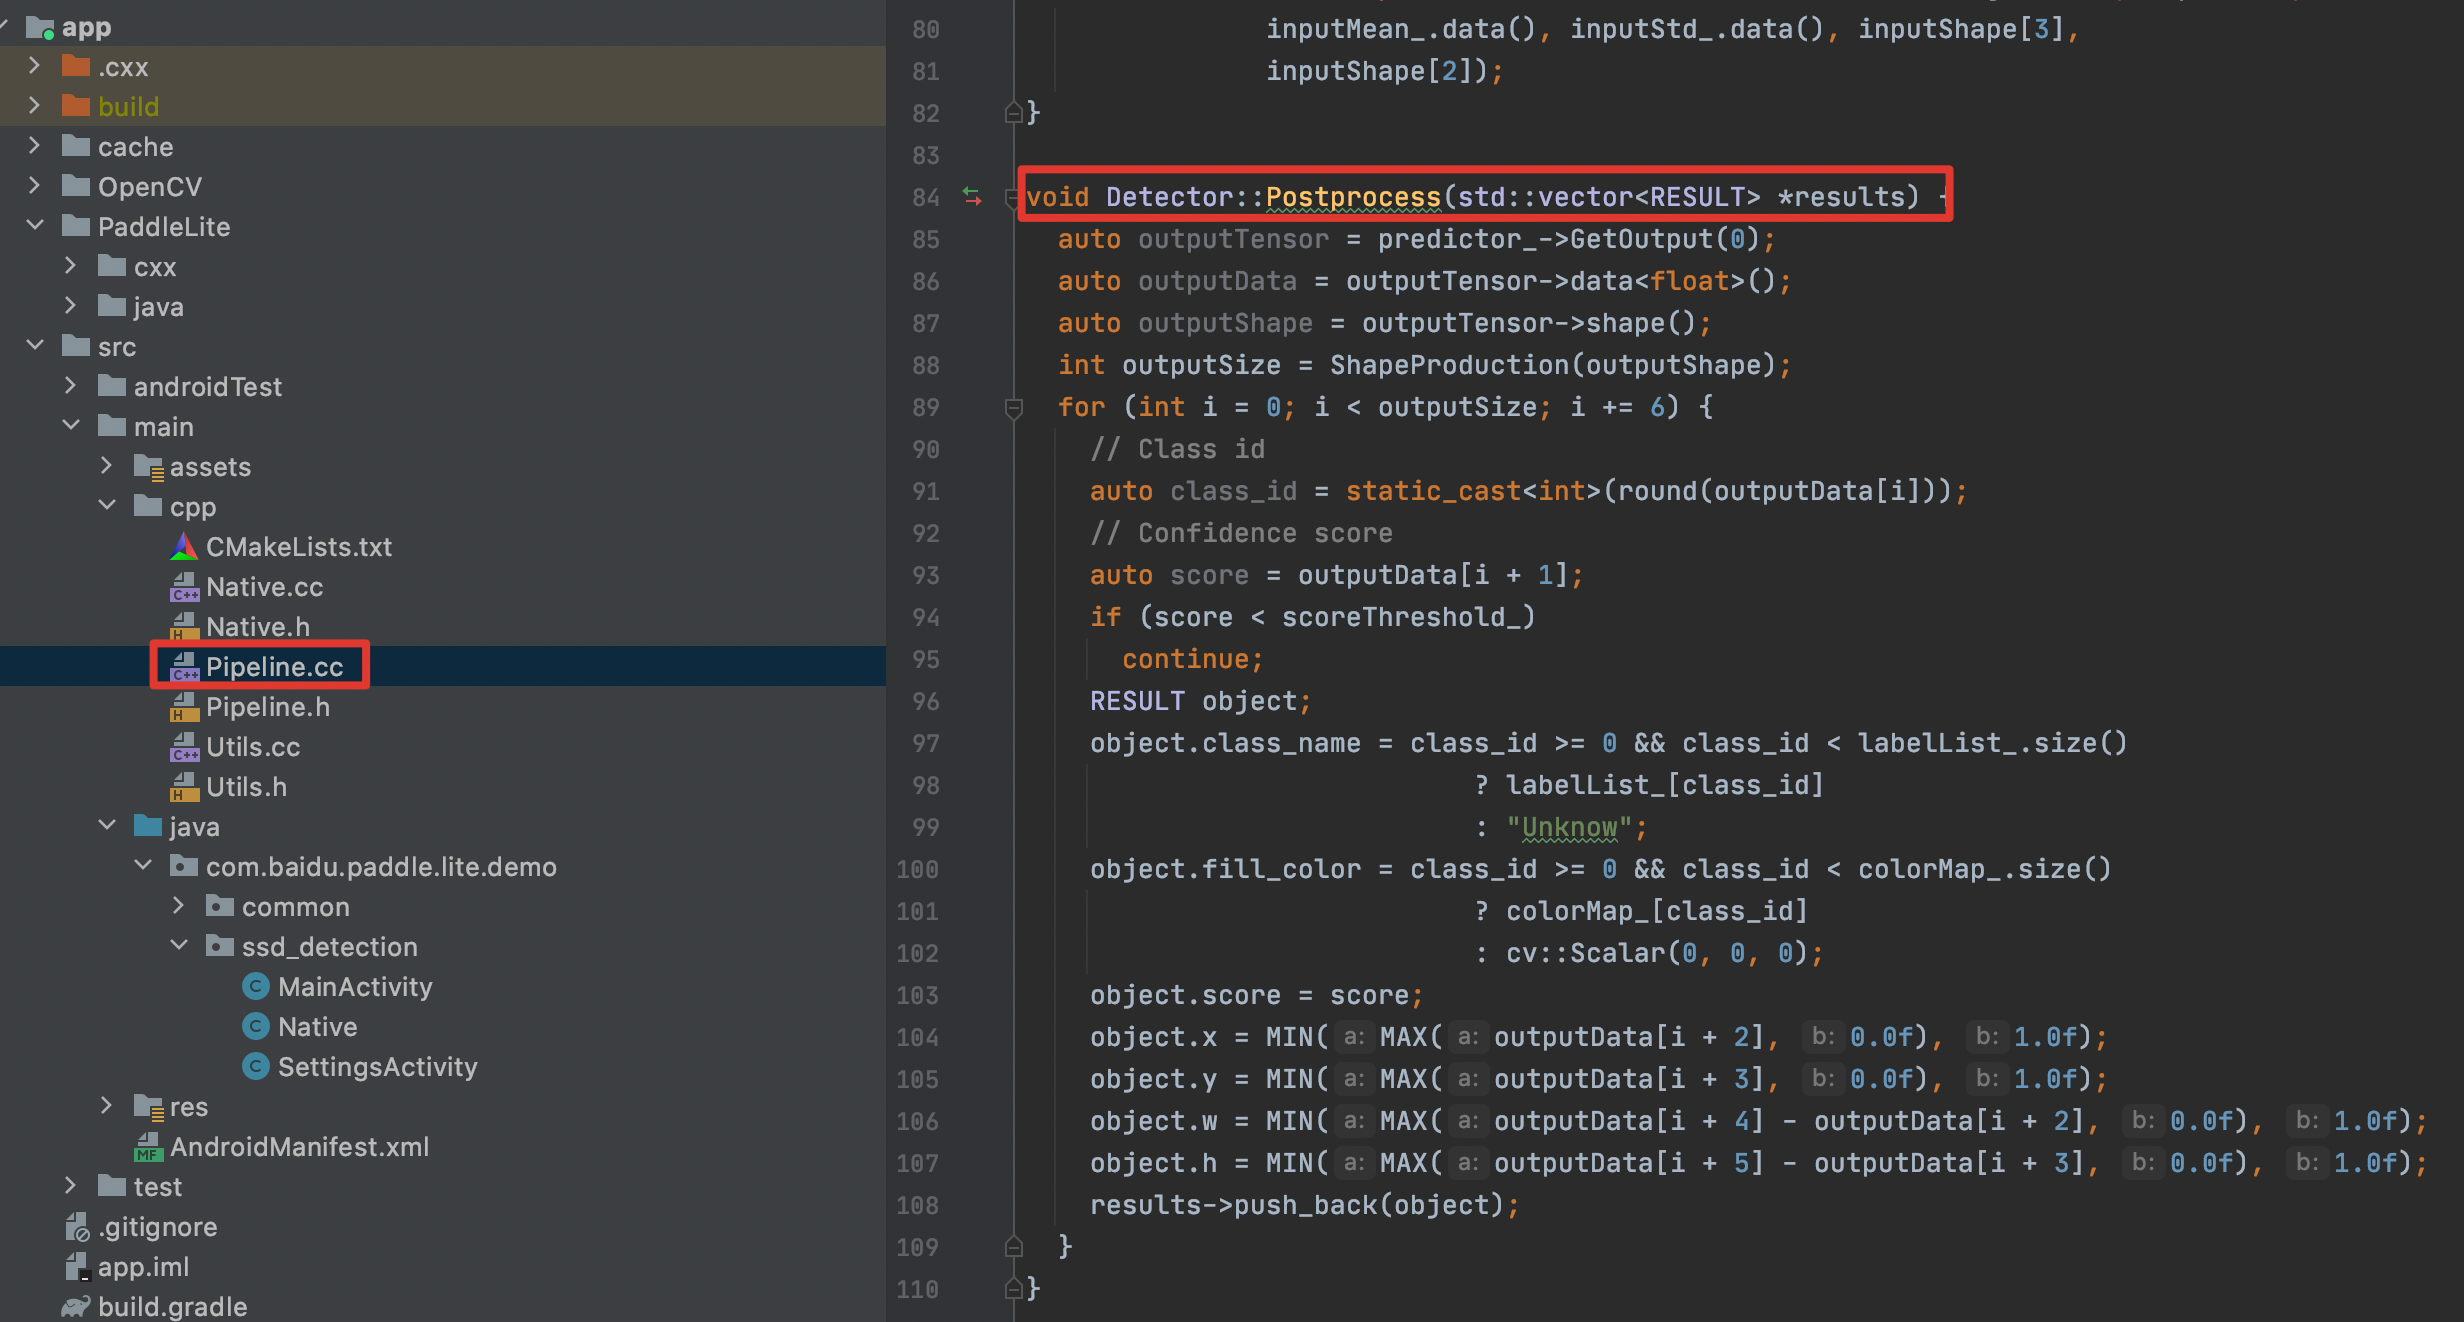 app
.cxx
build
cache
OpenCV
PaddleLite
cxx
java
src
androidTest
main
assets
cpp
CMakeLists.txt
Native.cc
Native.h
Pipeline.cc
Pipeline.h
Utils.cc
Utils.h
java
com.baidu.paddle.lite.demo
common
ssd_detection
MainActivity
Native
SettingsActivity
res
AndroidManifest.xml
test
.gitignore
app.iml
build.gradle
80 inputMean_.data(), inputStd_.data(), inputShape[3],
81 inputShape[2]);
82 }
83
84 void Detector::Postprocess(std::vector<RESULT> *results) {
85 auto outputTensor = predictor_->GetOutput(0);
86 auto outputData = outputTensor->data<float>();
87 auto outputShape = outputTensor->shape();
88 int outputSize = ShapeProduction(outputShape);
89 for (int i = 0; i < outputSize; i += 6) {
90 // Class id
91 auto class_id = static_cast<int>(round(outputData[i]));
92 // Confidence score
93 auto score = outputData[i + 1];
94 if (score < scoreThreshold_)
95 continue;
96 RESULT object;
97 object.class_name = class_id >= 0 && class_id < labelList_.size()
98 ? labelList_[class_id]
99 : "Unknow";
100 object.fill_color = class_id >= 0 && class_id < colorMap_.size()
101 ? colorMap_[class_id]
102 : cv::Scalar(0, 0, 0);
103 object.score = score;
104 object.x = MIN( a: MAX( a: outputData[i + 2], b: 0.0f), b: 1.0f);
105 object.y = MIN( a: MAX( a: outputData[i + 3], b: 0.0f), b: 1.0f);
106 object.w = MIN( a: MAX( a: outputData[i + 4] - outputData[i + 2], b: 0.0f), b: 1.0f);
107 object.h = MIN( a: MAX( a: outputData[i + 5] - outputData[i + 3], b: 0.0f), b: 1.0f);
108 results->push_back(object);
109 }
110 }